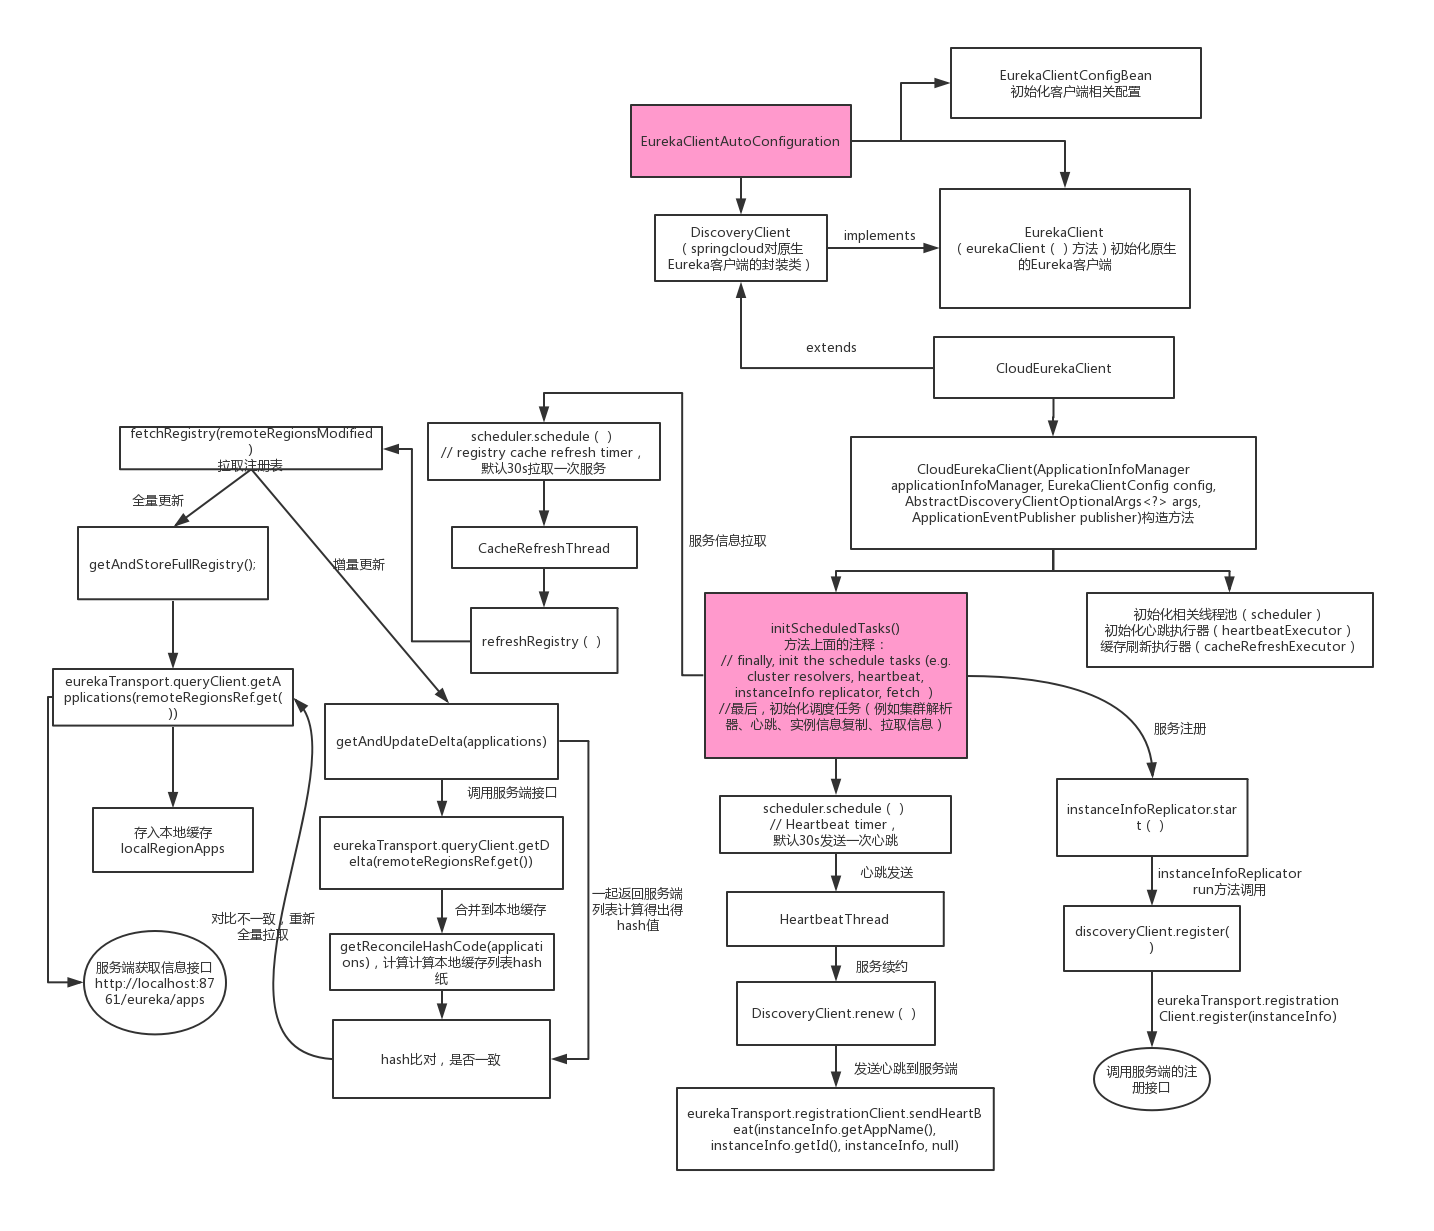 EurekaClientConfigBean
初始化客户端相关配置
EurekaClientAutoConfiguration
DiscoveryClient
（springcloud对原生
Eureka客户端的封装类）
implements
EurekaClient
（eurekaClient（ ）方法）初始化原生
的Eureka客户端
extends
CloudEurekaClient
CloudEurekaClient(ApplicationInfoManager
applicationInfoManager, EurekaClientConfig config,
AbstractDiscoveryClientOptionalArgs<?> args,
ApplicationEventPublisher publisher)构造方法
fetchRegistry(remoteRegionsModified
)
拉取注册表
scheduler.schedule（ ）
// registry cache refresh timer，
默认30s拉取一次服务
全量更新
增量更新
服务信息拉取
getAndStoreFullRegistry();
CacheRefreshThread
refreshRegistry（ ）
initScheduledTasks()
方法上面的注释：
// finally, init the schedule tasks (e.g.
cluster resolvers, heartbeat,
instanceInfo replicator, fetch ）
//最后，初始化调度任务（例如集群解析
器、心跳、实例信息复制、拉取信息）
初始化相关线程池（scheduler）
初始化心跳执行器（heartbeatExecutor）
缓存刷新执行器（cacheRefreshExecutor）
eurekaTransport.queryClient.getA
pplications(remoteRegionsRef.get(
))
getAndUpdateDelta(applications)
服务注册
调用服务端接口
存入本地缓存
localRegionApps
eurekaTransport.queryClient.getD
elta(remoteRegionsRef.get())
scheduler.schedule（ ）
// Heartbeat timer，
默认30s发送一次心跳
instanceInfoReplicator.star
t（ ）
心跳发送
instanceInfoReplicator
run方法调用
一起返回服务端
列表计算得出得
hash值
合并到本地缓存
对比不一致，重新
全量拉取
HeartbeatThread
discoveryClient.register(
)
getReconcileHashCode(applicati
ons)，计算计算本地缓存列表hash
纸
服务续约
服务端获取信息接口
http://localhost:87
61/eureka/apps
DiscoveryClient.renew（ ）
eurekaTransport.registration
Client.register(instanceInfo)
hash比对，是否一致
发送心跳到服务端
调用服务端的注
册接口
eurekaTransport.registrationClient.sendHeartB
eat(instanceInfo.getAppName(),
instanceInfo.getId(), instanceInfo, null)